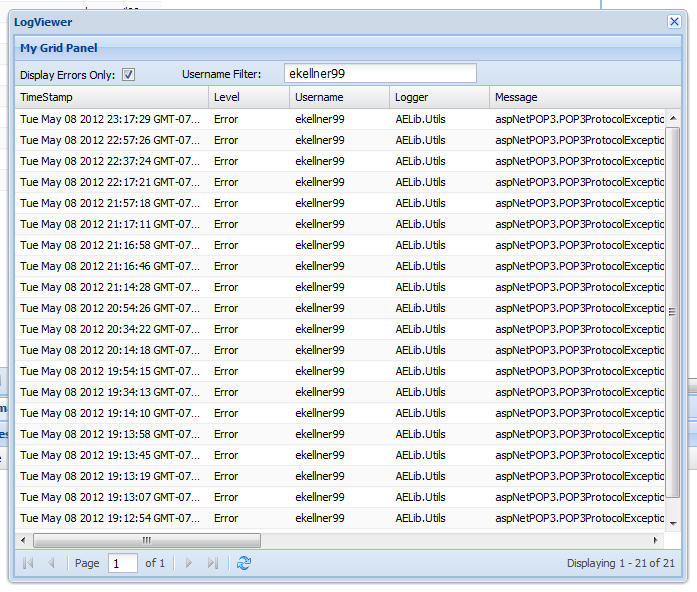 LogViewer
My Grid Panel
Display Errors Only: Username Filter: ekellner99
TimeStamp Level Username Logger Message
Tue May 08 2012 23:17:29 GMT-07... Error ekellner99 AELib.Utils aspNetPOP3.POP3ProtocolExceptio
Tue May 08 2012 22:57:26 GMT-07... Error ekellner99 AELib.Utils aspNetPOP3.POP3ProtocolExceptio
Tue May 08 2012 22:37:24 GMT-07... Error ekellner99 AELib.Utils aspNetPOP3.POP3ProtocolExceptio
Tue May 08 2012 22:17:21 GMT-07... Error ekellner99 AELib.Utils aspNetPOP3.POP3ProtocolExceptio
Tue May 08 2012 21:57:18 GMT-07... Error ekellner99 AELib.Utils aspNetPOP3.POP3ProtocolExceptio
Tue May 08 2012 21:17:11 GMT-07... Error ekellner99 AELib.Utils aspNetPOP3.POP3ProtocolExceptio
Tue May 08 2012 21:16:58 GMT-07... Error ekellner99 AELib.Utils aspNetPOP3.POP3ProtocolExceptio
Tue May 08 2012 21:16:46 GMT-07... Error ekellner99 AELib.Utils aspNetPOP3.POP3ProtocolExceptio
Tue May 08 2012 21:14:28 GMT-07... Error ekellner99 AELib.Utils aspNetPOP3.POP3ProtocolExceptio
Tue May 08 2012 20:54:26 GMT-07... Error ekellner99 AELib.Utils aspNetPOP3.POP3ProtocolExceptio
Tue May 08 2012 20:34:22 GMT-07... Error ekellner99 AELib.Utils aspNetPOP3.POP3ProtocolExceptio
Tue May 08 2012 20:14:18 GMT-07... Error ekellner99 AELib.Utils aspNetPOP3.POP3ProtocolExceptio
Tue May 08 2012 19:54:15 GMT-07... Error ekellner99 AELib.Utils aspNetPOP3.POP3ProtocolExceptio
Tue May 08 2012 19:34:13 GMT-07... Error ekellner99 AELib.Utils aspNetPOP3.POP3ProtocolExceptio
Tue May 08 2012 19:14:10 GMT-07... Error ekellner99 AELib.Utils aspNetPOP3.POP3ProtocolExceptio
Tue May 08 2012 19:13:58 GMT-07... Error ekellner99 AELib.Utils aspNetPOP3.POP3ProtocolExceptio
Tue May 08 2012 19:13:45 GMT-07... Error ekellner99 AELib.Utils aspNetPOP3.POP3ProtocolExceptio
Tue May 08 2012 19:13:19 GMT-07... Error ekellner99 AELib.Utils aspNetPOP3.POP3ProtocolExceptio
Tue May 08 2012 19:13:07 GMT-07... Error ekellner99 AELib.Utils aspNetPOP3.POP3ProtocolExceptio
Tue May 08 2012 19:12:54 GMT-07... Error ekellner99 AELib.Utils aspNetPOP3.POP3ProtocolExceptio
Page 1 of 1 Displaying 1 - 21 of 21